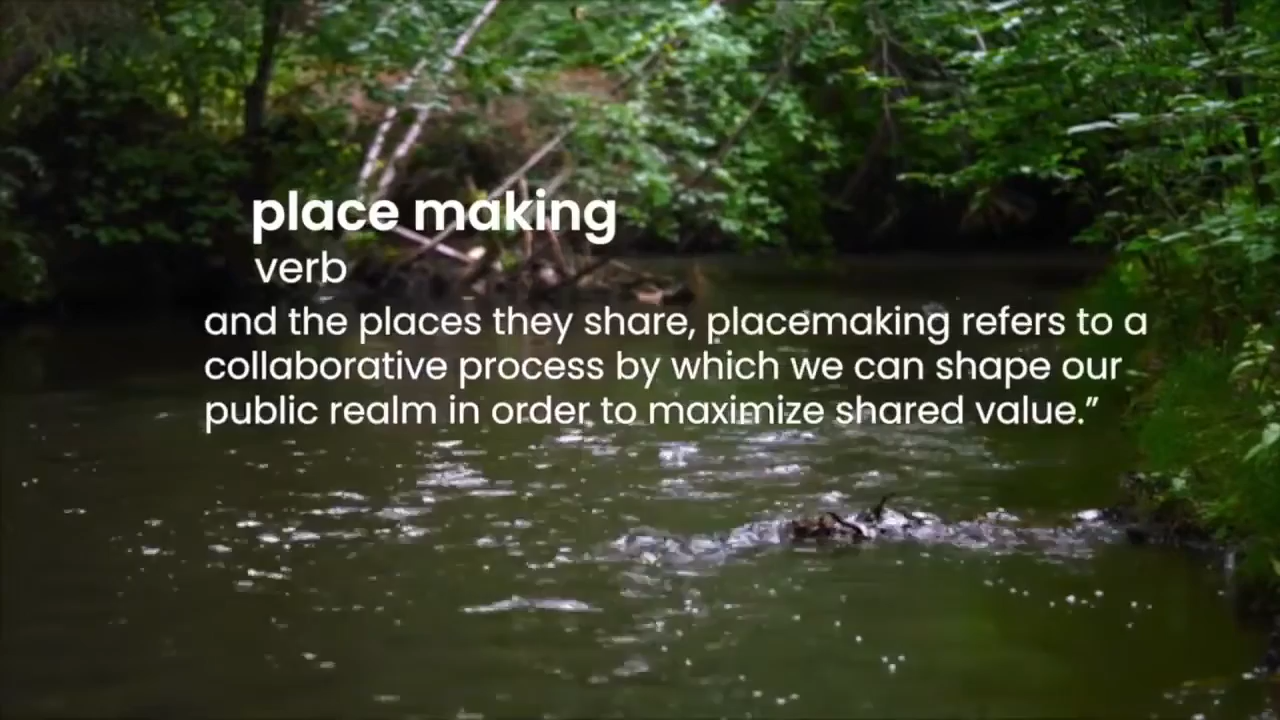 place making
verb
and the places they share, placemaking refers to a
collaborative process by which we can shape our
public realm in order to maximize shared value.”